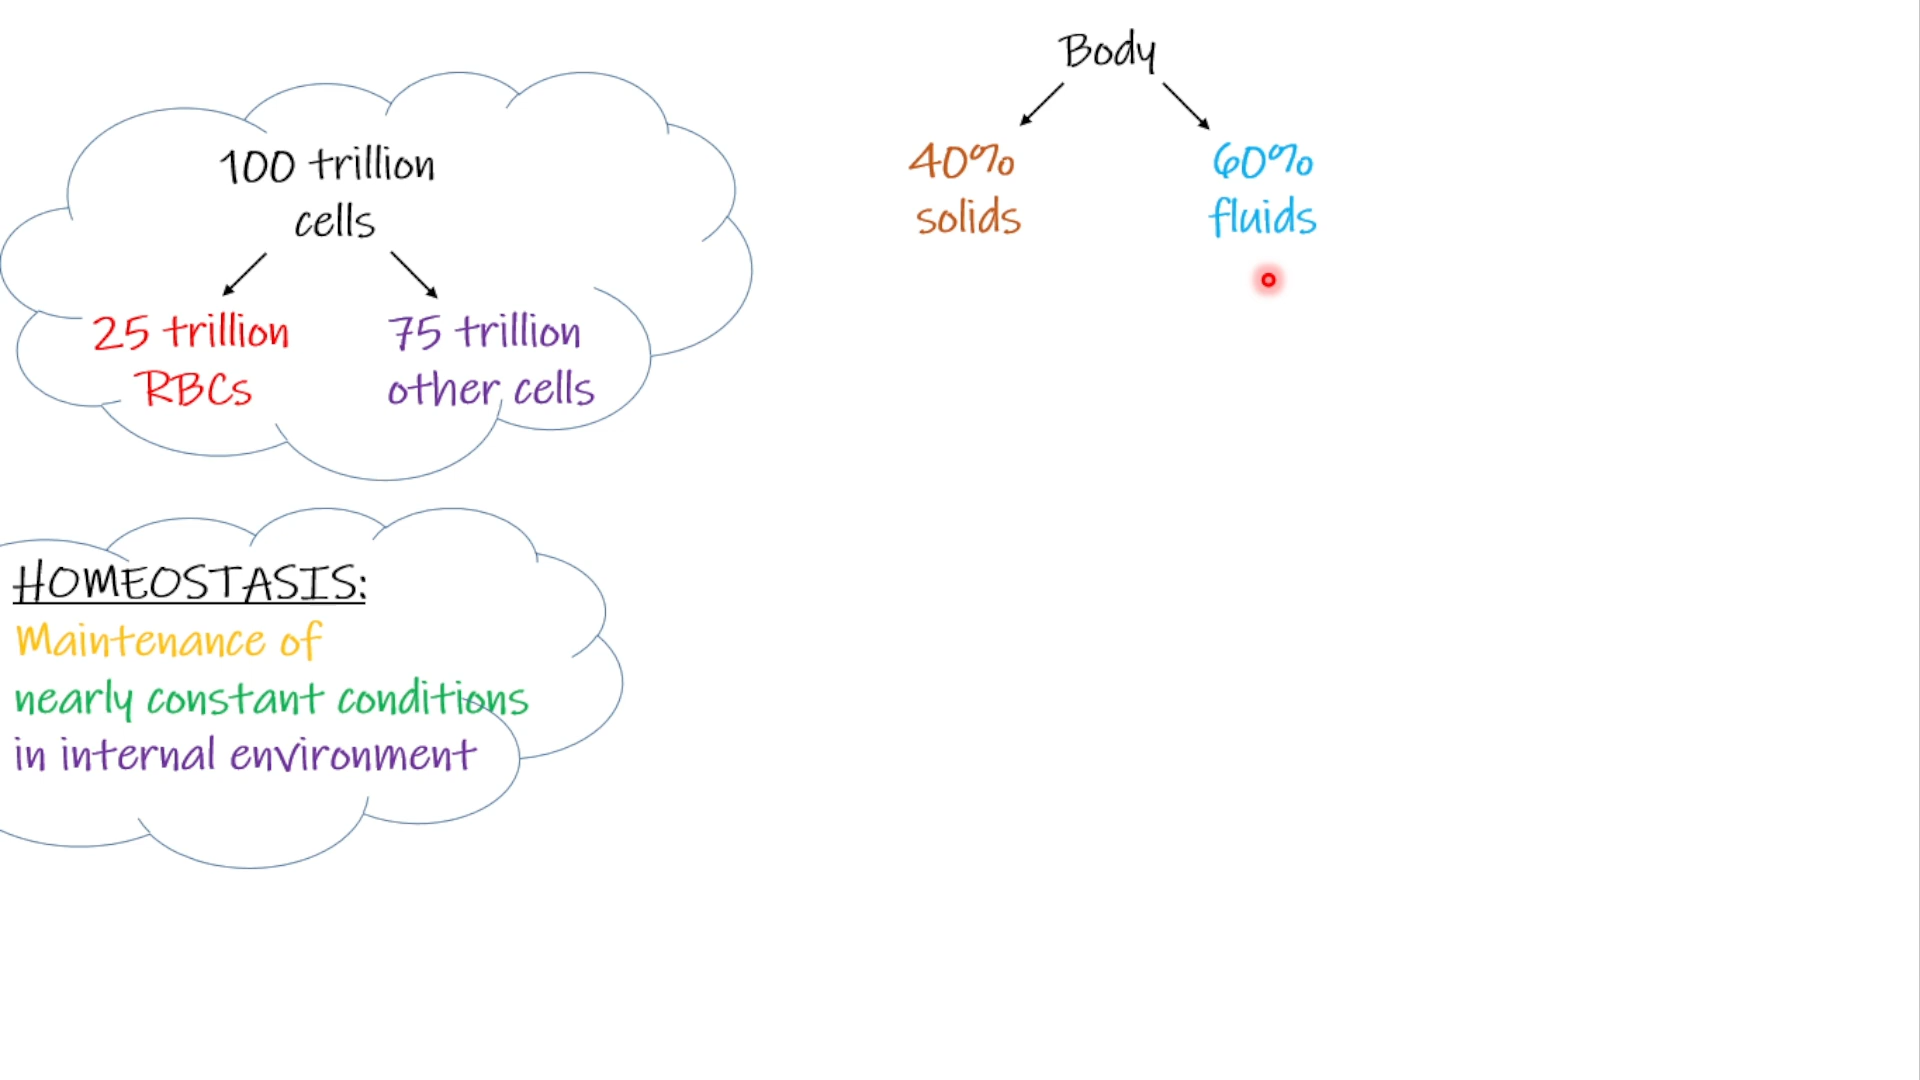 100 trillion
cells
25 trillion
RBCs
75 trillion
other cells
HOMEOSTASIS:
Maintenance of
nearly constant conditions
in internal environment
Body
40%
solids
60%
fluids